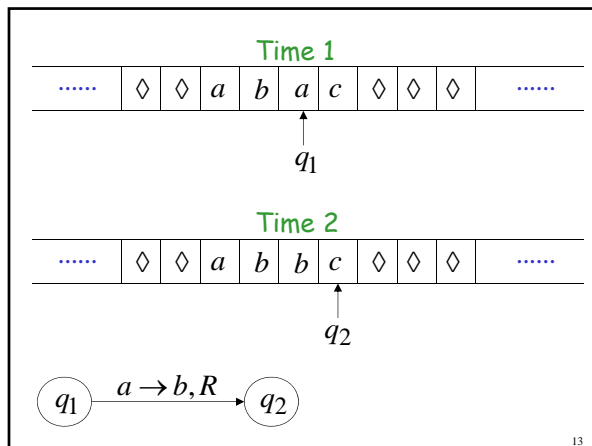 Time 1
...... ◊ ◊ a b a c ◊ ◊ ◊ ......
q₁
Time 2
...... ◊ ◊ a b b c ◊ ◊ ◊ ......
q₂
q₁ a → b, R q₂
13